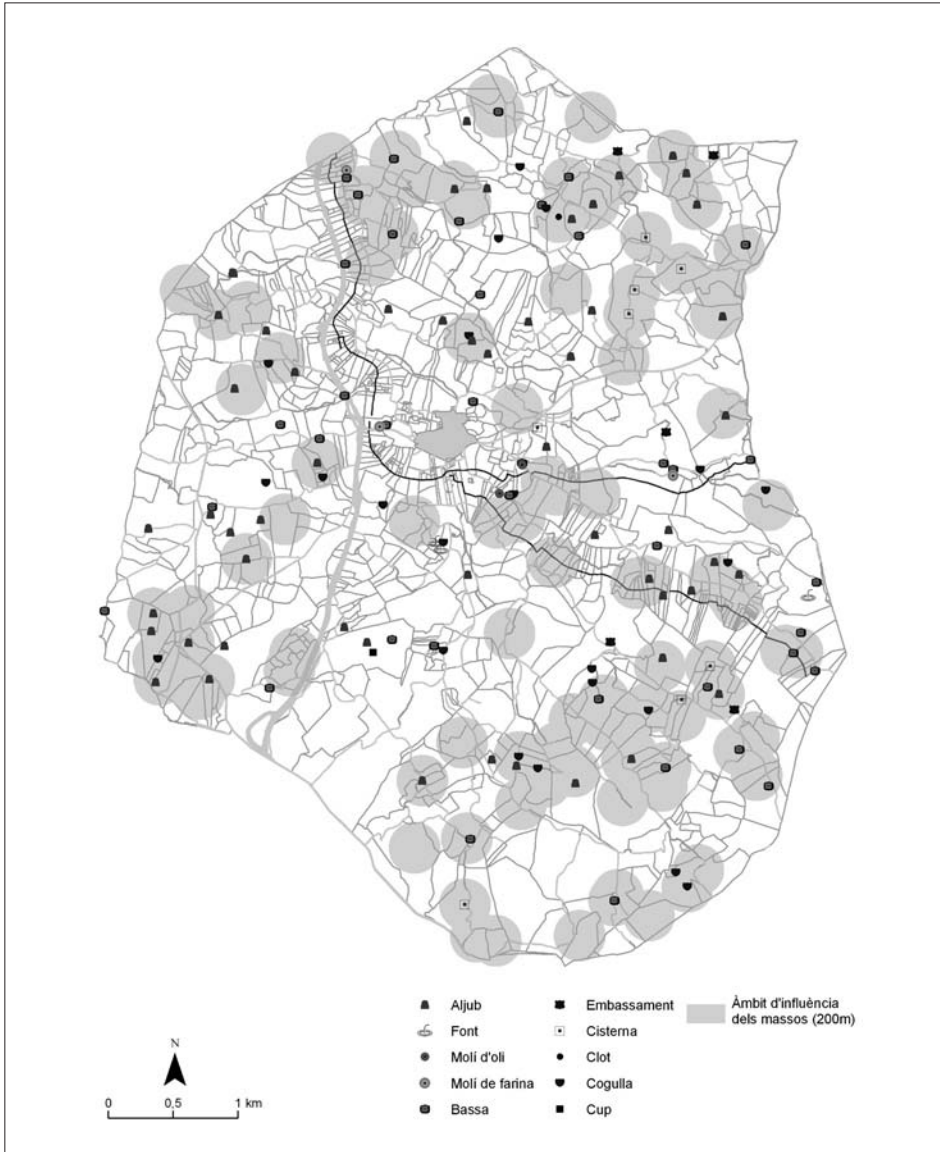 Aljub
Font
Molí d'oli
Molí de farina
Bassa
Embassament
Cisterna
Clot
Cogulla
Cup
Àmbit d'influència
dels massos (200m)
N
0 0,5 1 km